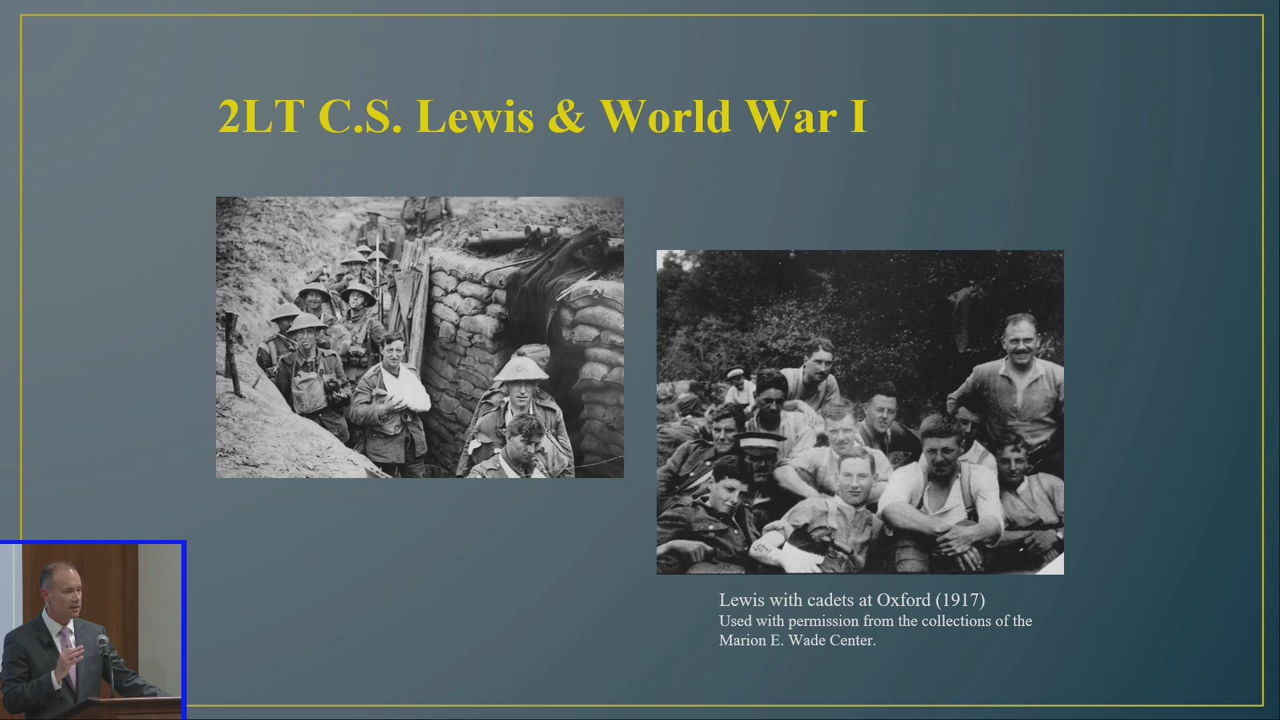 2LT C.S. Lewis & World War I
Lewis with cadets at Oxford (1917)
Used with permission from the collections of the
Marion E. Wade Center.